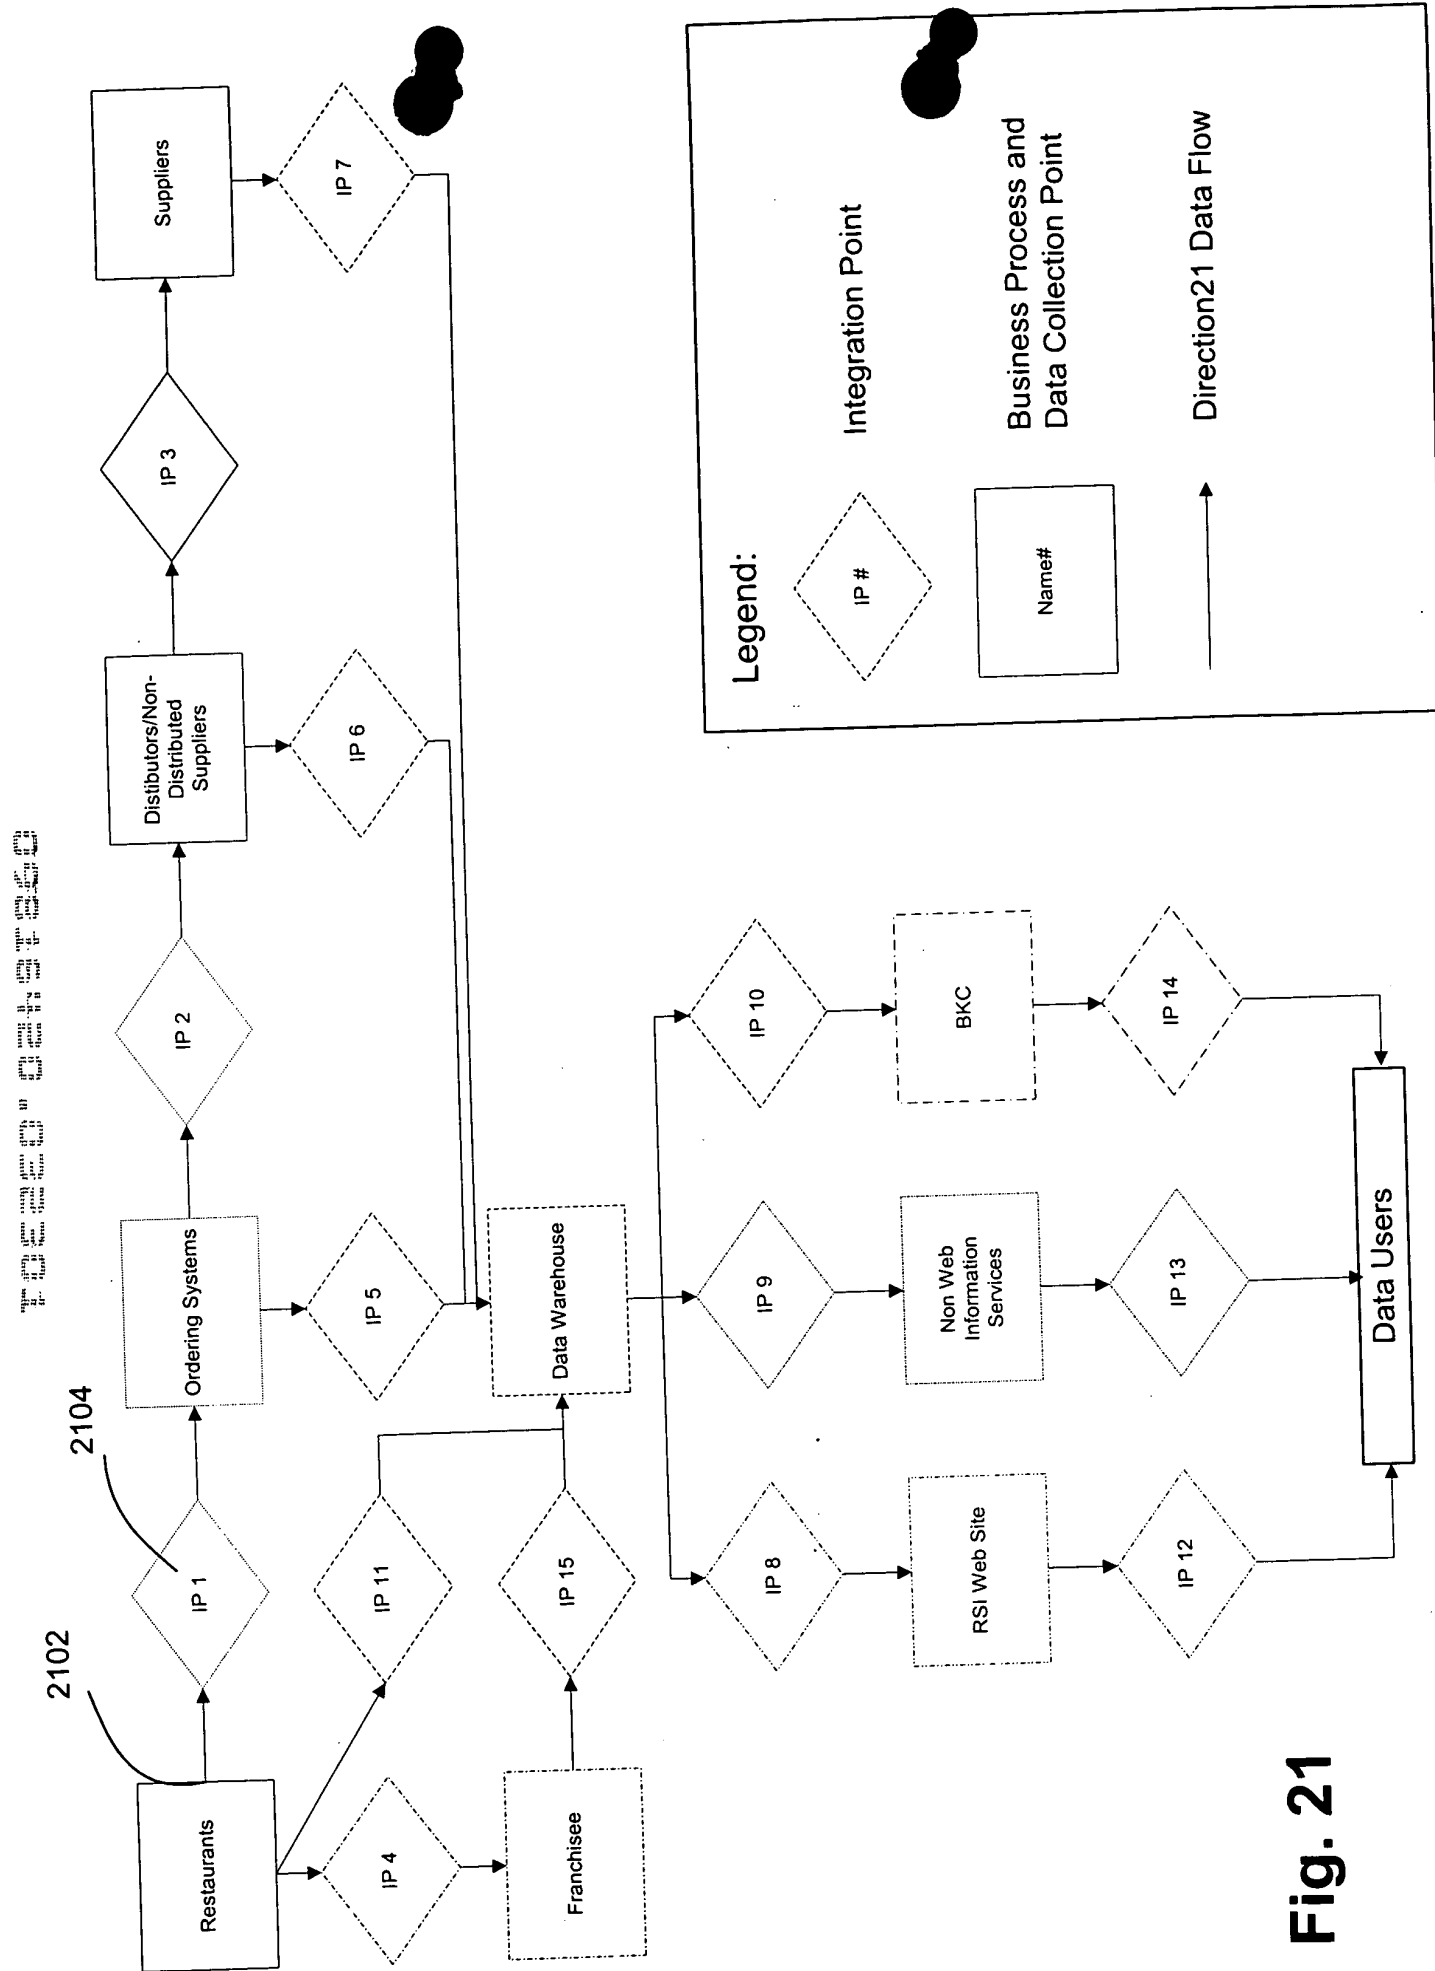 2102
2104
Restaurants
IP 1
Ordering Systems
IP 2
Distibutors/Non-
Distributed
Suppliers
IP 3
Suppliers
IP 4
IP 11
IP 5
IP 6
IP 7
Franchisee
IP 15
Data Warehouse
IP 8
IP 9
IP 10
RSI Web Site
Non Web
Information
Services
BKC
IP 12
IP 13
IP 14
Data Users
Legend:
IP #
Integration Point
Name#
Business Process and
Data Collection Point
Direction21 Data Flow
Fig. 21